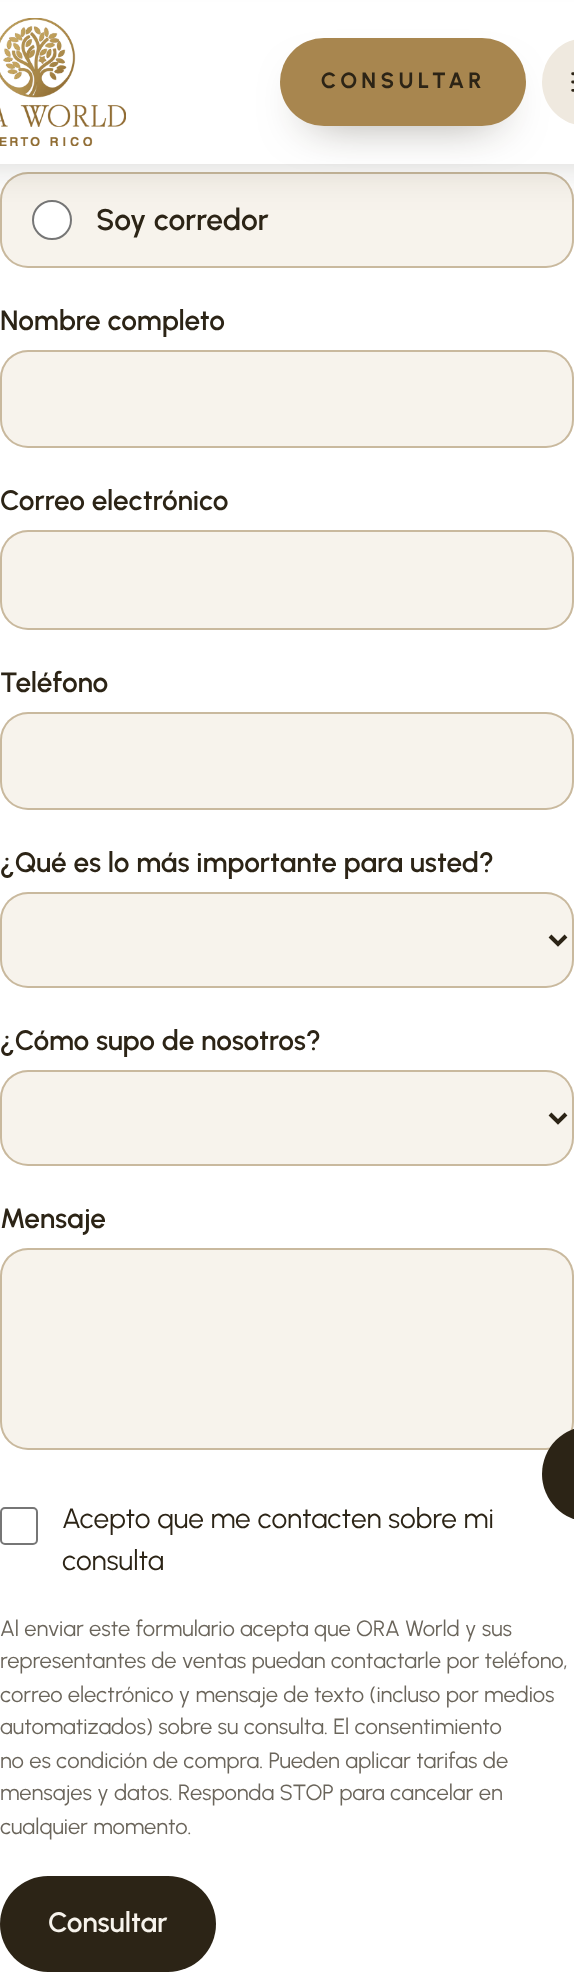 A WORLD
ERTO RICO
CONSULTAR
Soy corredor
Nombre completo
Correo electrónico
Teléfono
¿Qué es lo más importante para usted?
¿Cómo supo de nosotros?
Mensaje
Acepto que me contacten sobre mi
consulta
Al enviar este formulario acepta que ORA World y sus
representantes de ventas puedan contactarle por teléfono,
correo electrónico y mensaje de texto (incluso por medios
automatizados) sobre su consulta. El consentimiento
no es condición de compra. Pueden aplicar tarifas de
mensajes y datos. Responda STOP para cancelar en
cualquier momento.
Consultar